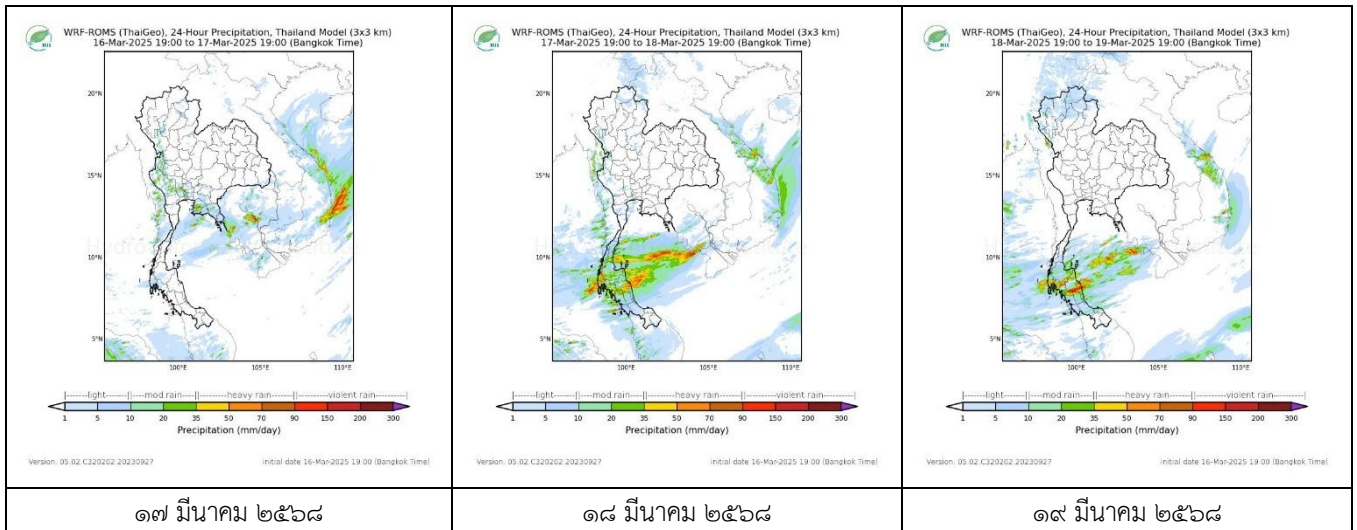 HII
WRF-ROMS (ThaiGeo), 24-Hour Precipitation, Thailand Model (3x3 km)
16-Mar-2025 19:00 to 17-Mar-2025 19:00 (Bangkok Time)
20°N
15°N
10°N
5°N
100°E 105°E 110°E
light mod rain heavy rain violent rain
1 5 10 20 35 50 70 90 150 200 300
Precipitation (mm/day)
Version: 05.02.C320202.20230927 initial date 16-Mar-2025 19:00 (Bangkok Time)
๑๗ มีนาคม ๒๕๖๘
HII
WRF-ROMS (ThaiGeo), 24-Hour Precipitation, Thailand Model (3x3 km)
17-Mar-2025 19:00 to 18-Mar-2025 19:00 (Bangkok Time)
20°N
15°N
10°N
5°N
100°E 105°E 110°E
light mod rain heavy rain violent rain
1 5 10 20 35 50 70 90 150 200 300
Precipitation (mm/day)
Version: 05.02.C320202.20230927 initial date 16-Mar-2025 19:00 (Bangkok Time)
๑๘ มีนาคม ๒๕๖๘
HII
WRF-ROMS (ThaiGeo), 24-Hour Precipitation, Thailand Model (3x3 km)
18-Mar-2025 19:00 to 19-Mar-2025 19:00 (Bangkok Time)
20°N
15°N
10°N
5°N
100°E 105°E 110°E
light mod rain heavy rain violent rain
1 5 10 20 35 50 70 90 150 200 300
Precipitation (mm/day)
Version: 05.02.C320202.20230927 initial date 16-Mar-2025 19:00 (Bangkok Time)
๑๙ มีนาคม ๒๕๖๘